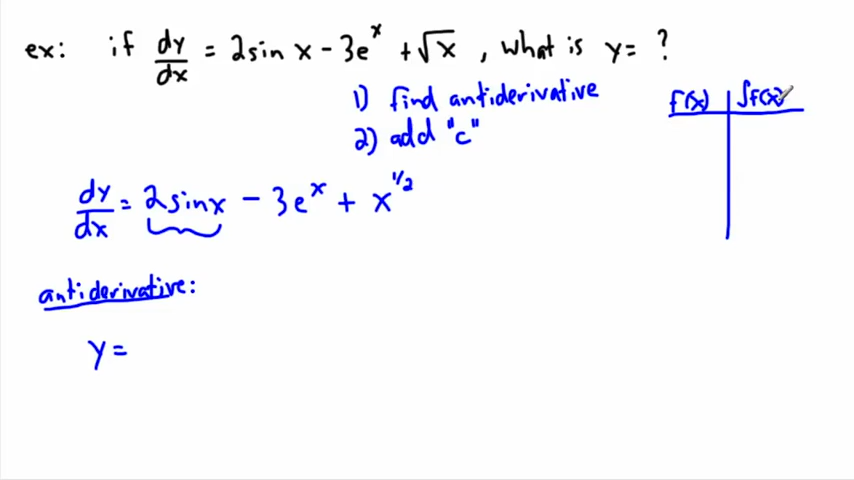 ex: if dy/dx = 2sin x - 3e^x + √x , what is y= ?
1) find antiderivative
2) add "c"
f(x) ∫f(x)
dy/dx = 2sinx - 3e^x + x^1/2
antiderivative:
y=